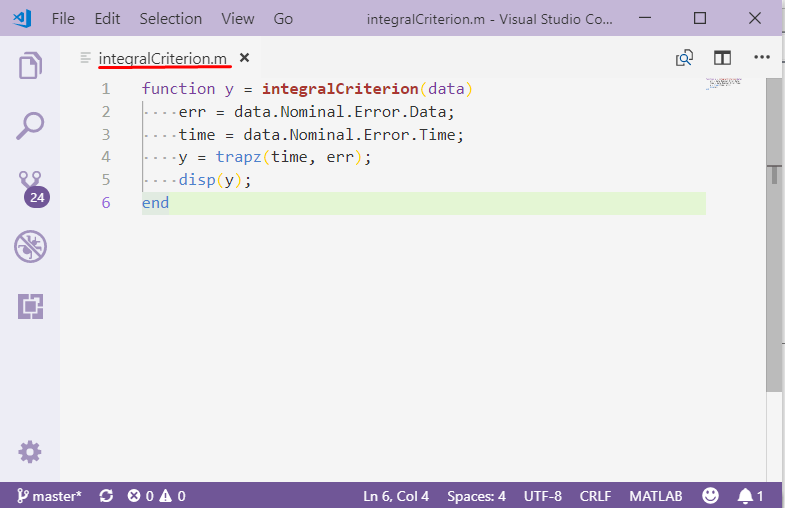 File Edit Selection View Go integralCriterion.m - Visual Studio Co...
integralCriterion.m
1 function y = integralCriterion(data)
2 ····err = data.Nominal.Error.Data;
3 ····time = data.Nominal.Error.Time;
4 ····y = trapz(time, err);
5 ····disp(y);
6 end
24
master* 0 0 Ln 6, Col 4 Spaces: 4 UTF-8 CRLF MATLAB 1